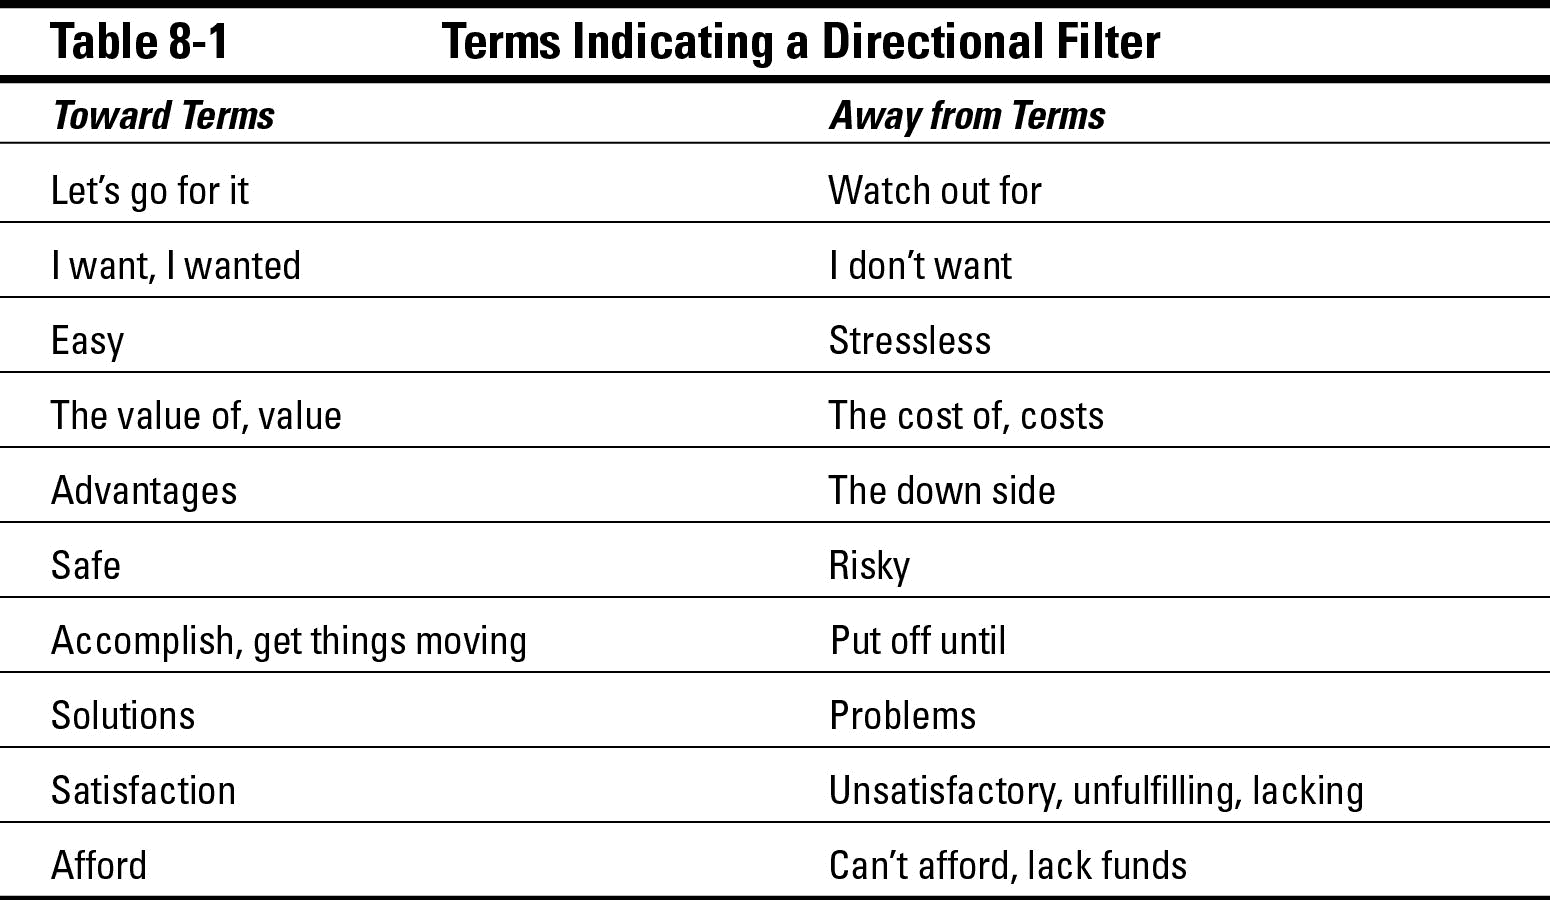 Table 8-1 Terms Indicating a Directional Filter
Toward Terms Away from Terms
Let’s go for it Watch out for
I want, I wanted I don’t want
Easy Stressless
The value of, value The cost of, costs
Advantages The down side
Safe Risky
Accomplish, get things moving Put off until
Solutions Problems
Satisfaction Unsatisfactory, unfulfilling, lacking
Afford Can’t afford, lack funds